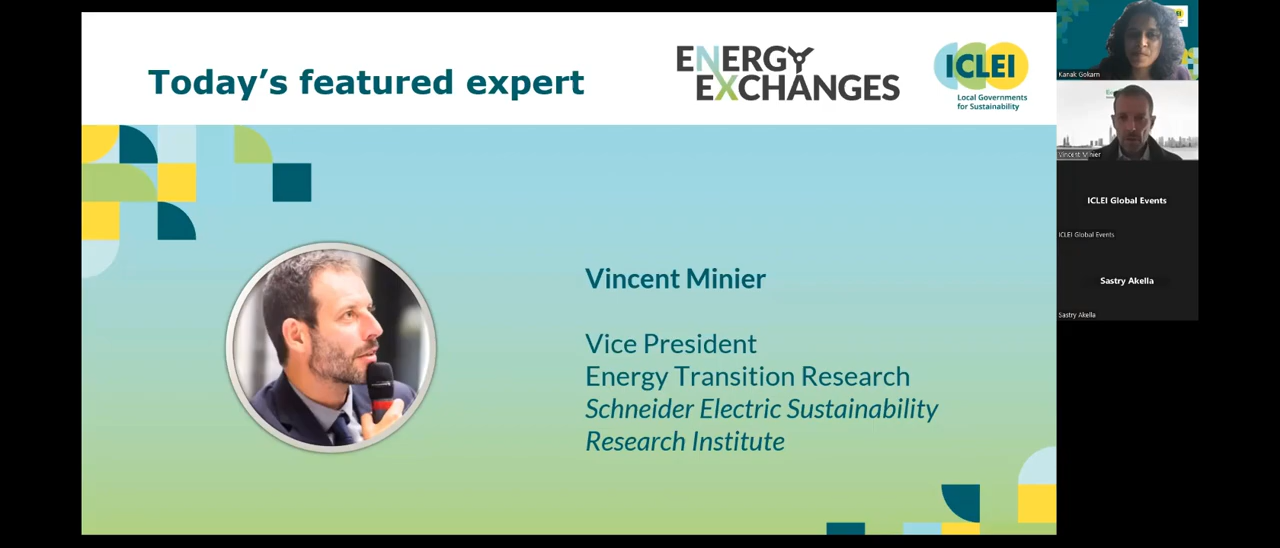 Today's featured expert
ENERGY
EXCHANGES
ICLEI
Local Governments
for Sustainability
Vincent Minier
Vice President
Energy Transition Research
Schneider Electric Sustainability
Research Institute
Kanak Gokarn
Vincent Minier
ICLEI Global Events
ICLEI Global Events
Sastry Akella
Sastry Akella